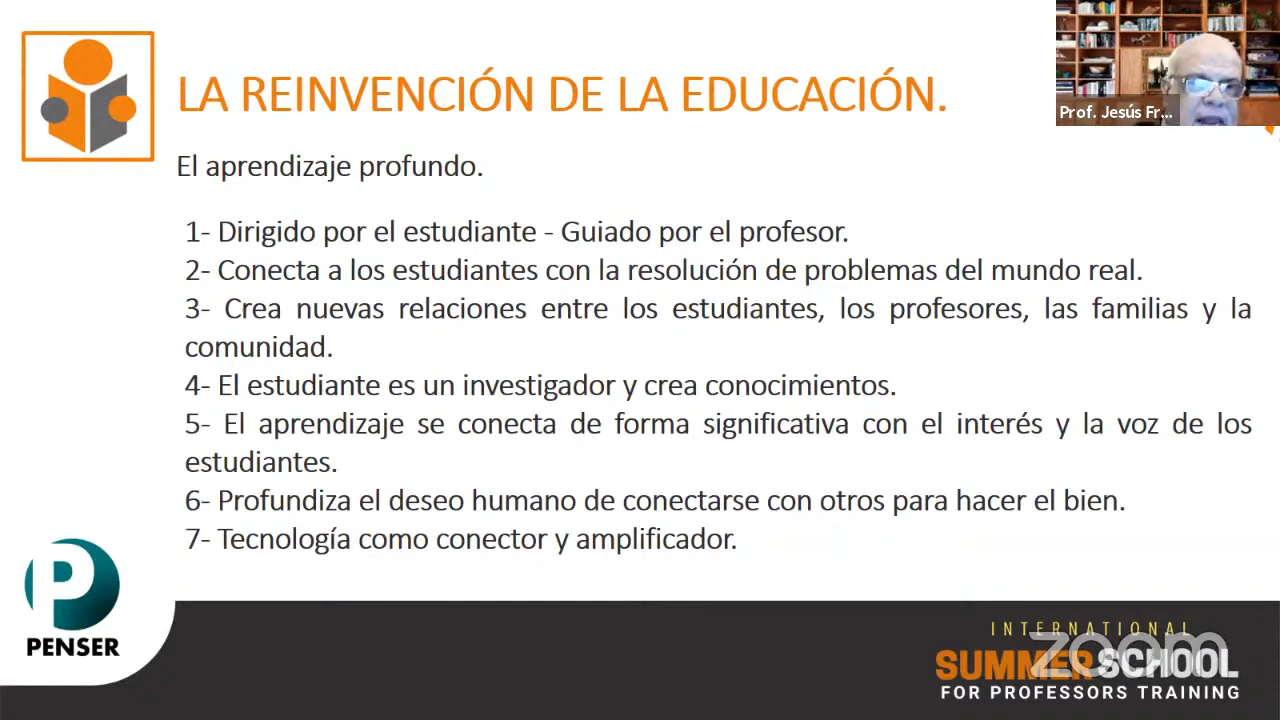 LA REINVENCIÓN DE LA EDUCACIÓN.
Prof. Jesús Fr...
El aprendizaje profundo.
1- Dirigido por el estudiante - Guiado por el profesor.
2- Conecta a los estudiantes con la resolución de problemas del mundo real.
3- Crea nuevas relaciones entre los estudiantes, los profesores, las familias y la
comunidad.
4- El estudiante es un investigador y crea conocimientos.
5- El aprendizaje se conecta de forma significativa con el interés y la voz de los
estudiantes.
6- Profundiza el deseo humano de conectarse con otros para hacer el bien.
7- Tecnología como conector y amplificador.
P
PENSER
INTERNATIONAL
SUMMER SCHOOL
zoom
FOR PROFESSORS TRAINING